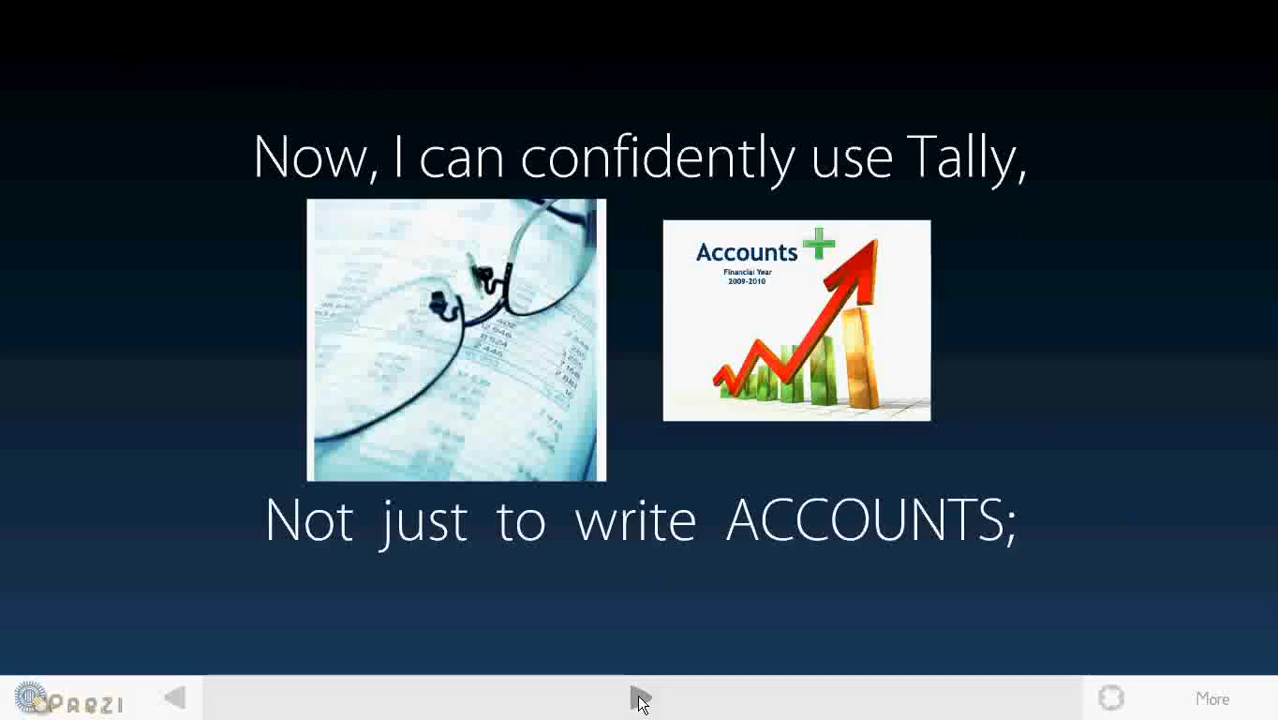 Now, I can confidently use Tally,
Accounts
Financial Year
2009-2010
Not just to write ACCOUNTS;
PREZI
More